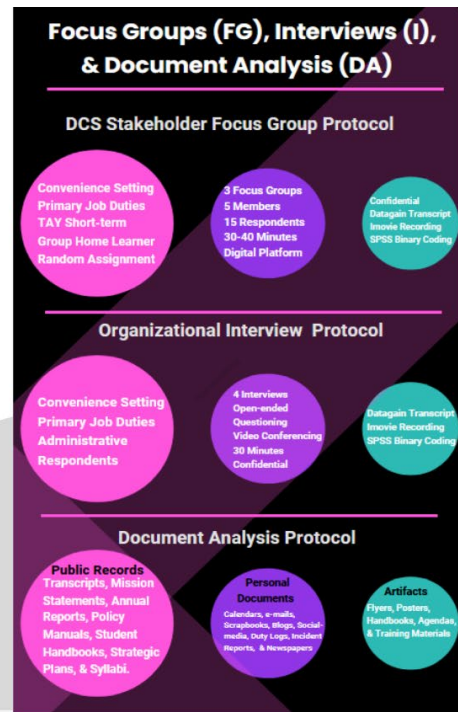 Focus Groups (FG), Interviews (I),
& Document Analysis (DA)
DCS Stakeholder Focus Group Protocol
Convenience Setting
Primary Job Duties
TAY Short-term
Group Home Learner
Random Assignment
3 Focus Groups
5 Members
15 Respondents
30-40 Minutes
Digital Platform
Confidential
Datagain Transcript
Imovie Recording
SPSS Binary Coding
Organizational Interview Protocol
Convenience Setting
Primary Job Duties
Administrative
Respondents
4 Interviews
Open-ended
Questioning
Video Conferencing
30 Minutes
Confidential
Datagain Transcript
Imovie Recording
SPSS Binary Coding
Document Analysis Protocol
Public Records
Transcripts, Mission
Statements, Annual
Reports, Policy
Manuals, Student
Handbooks, Strategic
Plans, & Syllabi.
Personal
Documents
Calendars, e-mails,
Scrapbooks, Blogs, Social-
media, Duty Logs, Incident
Reports, & Newspapers
Artifacts
Flyers, Posters,
Handbooks, Agendas,
& Training Materials